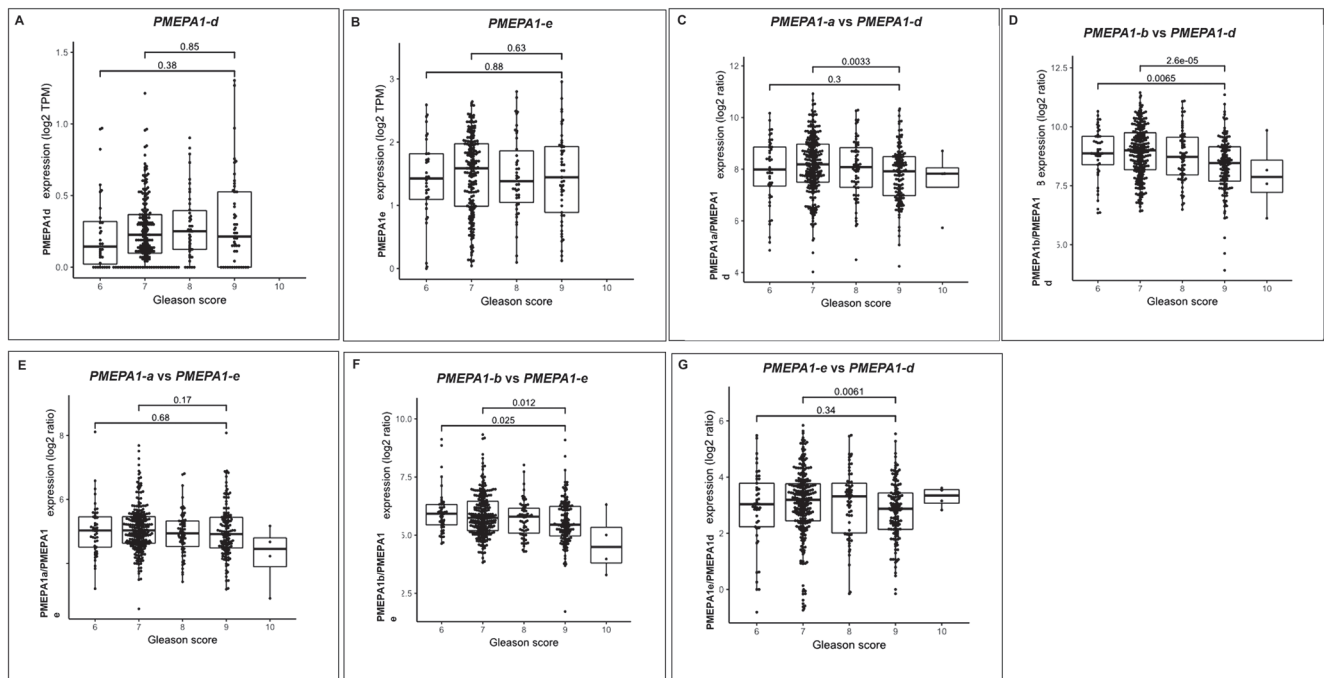 A
PMEPA1-d
PMEPA1d expression (log2 TPM)
1.5
1.0
0.5
0.0
0.85
0.38
6 7 8 9 10
Gleason score
B
PMEPA1-e
PMEPA1e expression (log2 TPM)
3
2
1
0
0.63
0.88
6 7 8 9 10
Gleason score
C
PMEPA1-a vs PMEPA1-d
PMEPA1a/PMEPA1 expression (log2 ratio)
d
12
10
8
6
4
0.0033
0.3
6 7 8 9 10
Gleason score
D
PMEPA1-b vs PMEPA1-d
PMEPA1b/PMEPA1 expression (log2 ratio)
d
12.5
10.0
7.5
5.0
2.6e-05
0.0065
6 7 8 9 10
Gleason score
E
PMEPA1-a vs PMEPA1-e
PMEPA1a/PMEPA1 expression (log2 ratio)
e
8
6
0.17
0.68
6 7 8 9 10
Gleason score
F
PMEPA1-b vs PMEPA1-e
PMEPA1b/PMEPA1 expression (log2 ratio)
e
10.0
7.5
5.0
2.5
0.012
0.025
6 7 8 9 10
Gleason score
G
PMEPA1-e vs PMEPA1-d
PMEPA1e/PMEPA1d expression (log2 ratio)
6
4
2
0
0.0061
0.34
6 7 8 9 10
Gleason score